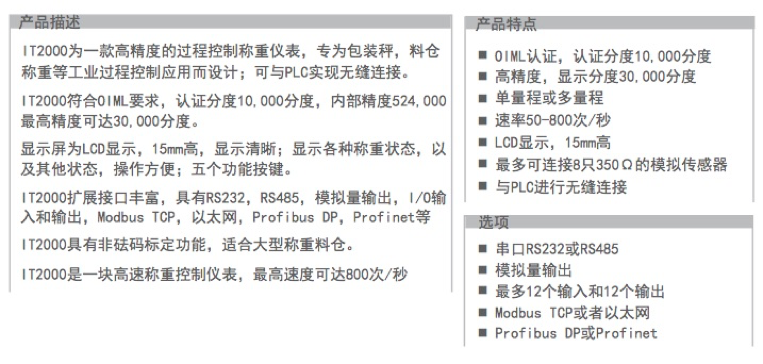 产品描述
IT2000为一款高精度的过程控制称重仪表，专为包装秤，料仓
称重等工业过程控制应用而设计；可与PLC实现无缝连接。
IT2000符合OIML要求，认证分度10,000分度，内部精度524,000
最高精度可达30,000分度。
显示屏为LCD显示，15mm高，显示清晰；显示各种称重状态，以
及其他状态，操作方便；五个功能按键。
IT2000扩展接口丰富，具有RS232，RS485，模拟量输出，I/O输
入和输出，Modbus TCP，以太网，Profibus DP，Profinet等
IT2000具有非砝码标定功能，适合大型称重料仓。
IT2000是一块高速称重控制仪表，最高速度可达800次/秒
产品特点
■ OIML认证，认证分度10,000分度
■ 高精度，显示分度30,000分度
■ 单量程或多量程
■ 速率50-800次/秒
■ LCD显示，15mm高
■ 最多可连接8只350Ω的模拟传感器
■ 与PLC进行无缝连接
选项
■ 串口RS232或RS485
■ 模拟量输出
■ 最多12个输入和12个输出
■ Modbus TCP或者以太网
■ Profibus DP或Profinet